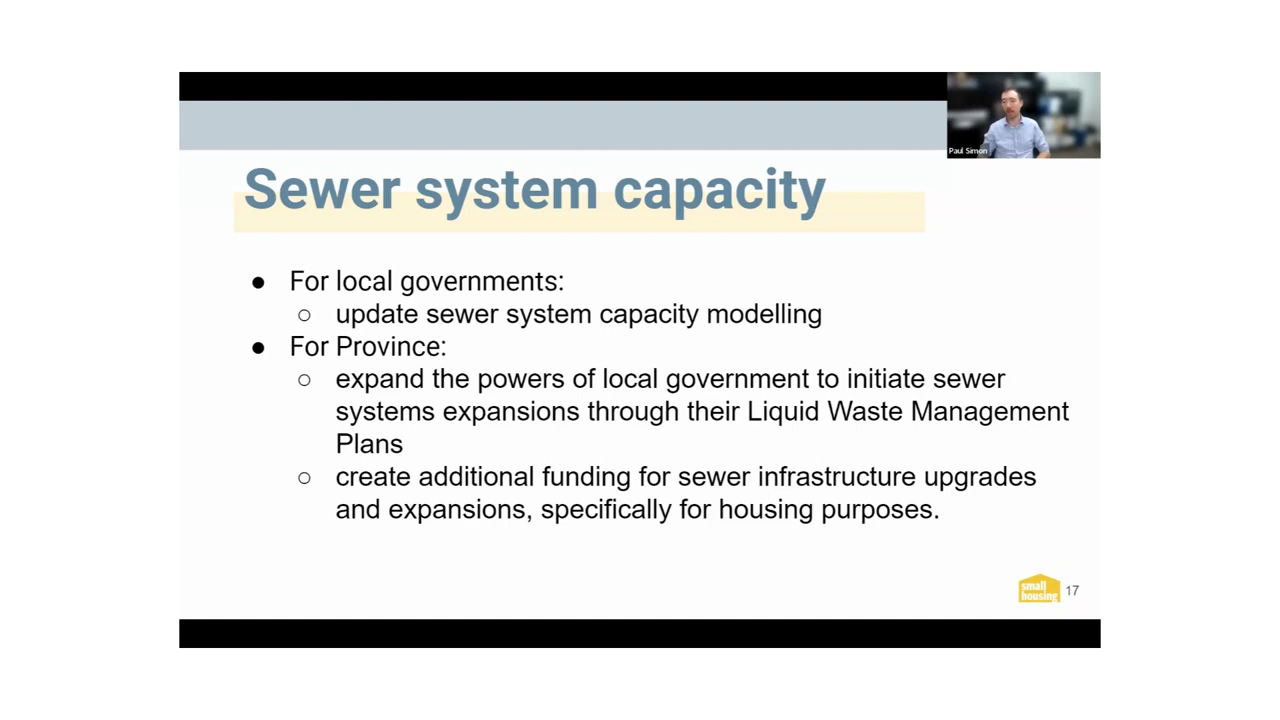 Paul Simon
Sewer system capacity
● For local governments:
○ update sewer system capacity modelling
● For Province:
○ expand the powers of local government to initiate sewer
systems expansions through their Liquid Waste Management
Plans
○ create additional funding for sewer infrastructure upgrades
and expansions, specifically for housing purposes.
small
housing
17